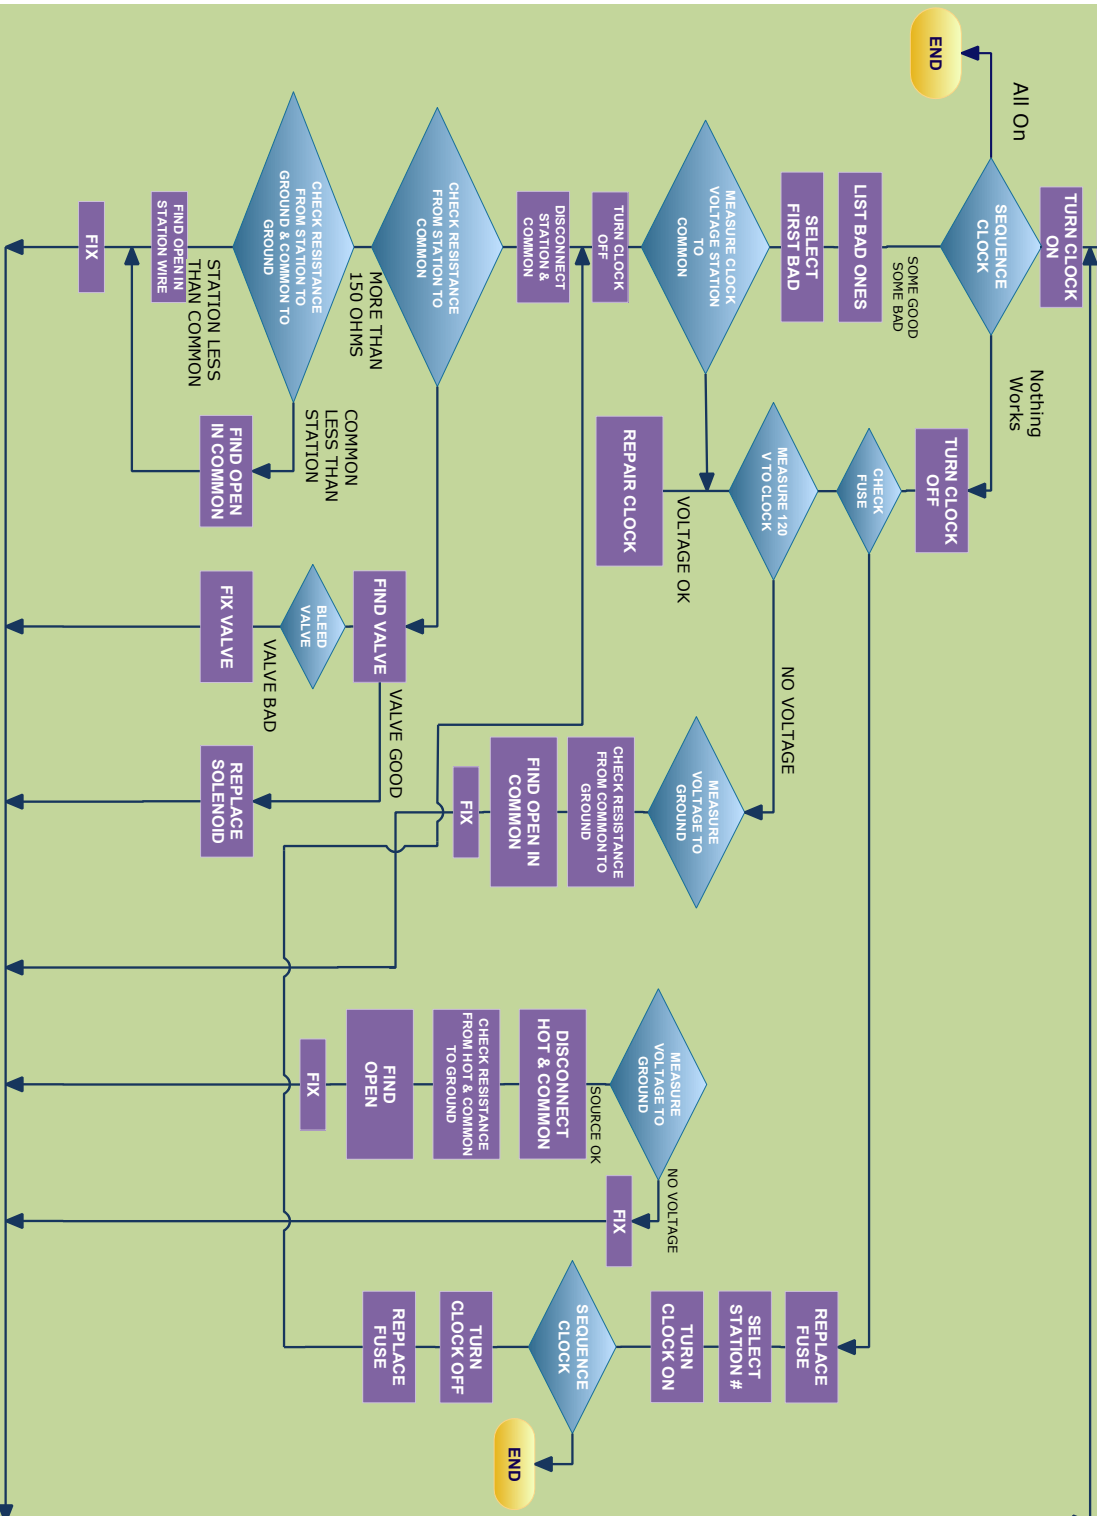 TURN CLOCK
ON
SEQUENCE
CLOCK
All On
END
Nothing
Works
SOME GOOD
SOME BAD
LIST BAD ONES
SELECT
FIRST BAD
MEASURE CLOCK
VOLTAGE STATION
TO
COMMON
TURN CLOCK
OFF
DISCONNECT
STATION &
COMMON
CHECK RESISTANCE
FROM STATION TO
COMMON
MORE THAN
150 OHMS
CHECK RESISTANCE
FROM STATION TO
GROUND & COMMON TO
GROUND
STATION LESS
THAN COMMON
FIND OPEN IN
STATION WIRE
FIX
COMMON
LESS THAN
STATION
FIND OPEN
IN COMMON
TURN CLOCK
OFF
CHECK
FUSE
MEASURE 120
V TO CLOCK
VOLTAGE OK
REPAIR CLOCK
FIND VALVE
BLEED
VALVE
VALVE BAD
FIX VALVE
VALVE GOOD
REPLACE
SOLENOID
NO VOLTAGE
MEASURE
VOLTAGE TO
GROUND
CHECK RESISTANCE
FROM COMMON TO
GROUND
FIND OPEN IN
COMMON
FIX
MEASURE
VOLTAGE TO
GROUND
SOURCE OK
DISCONNECT
HOT & COMMON
CHECK RESISTANCE
FROM HOT & COMMON
TO GROUND
FIND
OPEN
FIX
NO VOLTAGE
FIX
REPLACE
FUSE
SELECT
STATION #
TURN
CLOCK ON
SEQUENCE
CLOCK
END
TURN
CLOCK OFF
REPLACE
FUSE